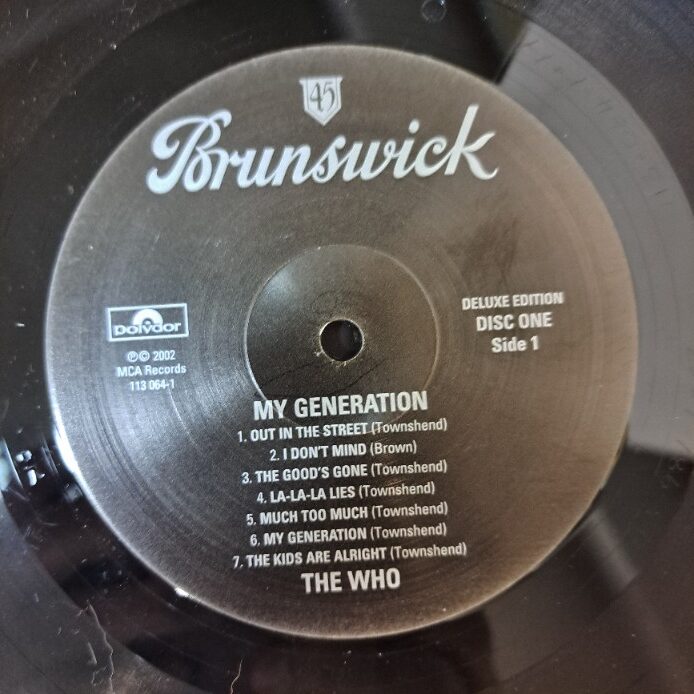 45
Brunswick
polydor
℗© 2002
MCA Records
113 064-1
DELUXE EDITION
DISC ONE
Side 1
MY GENERATION
1. OUT IN THE STREET (Townshend)
2. I DON'T MIND (Brown)
3. THE GOOD'S GONE (Townshend)
4. LA-LA-LA LIES (Townshend)
5. MUCH TOO MUCH (Townshend)
6. MY GENERATION (Townshend)
7. THE KIDS ARE ALRIGHT (Townshend)
THE WHO